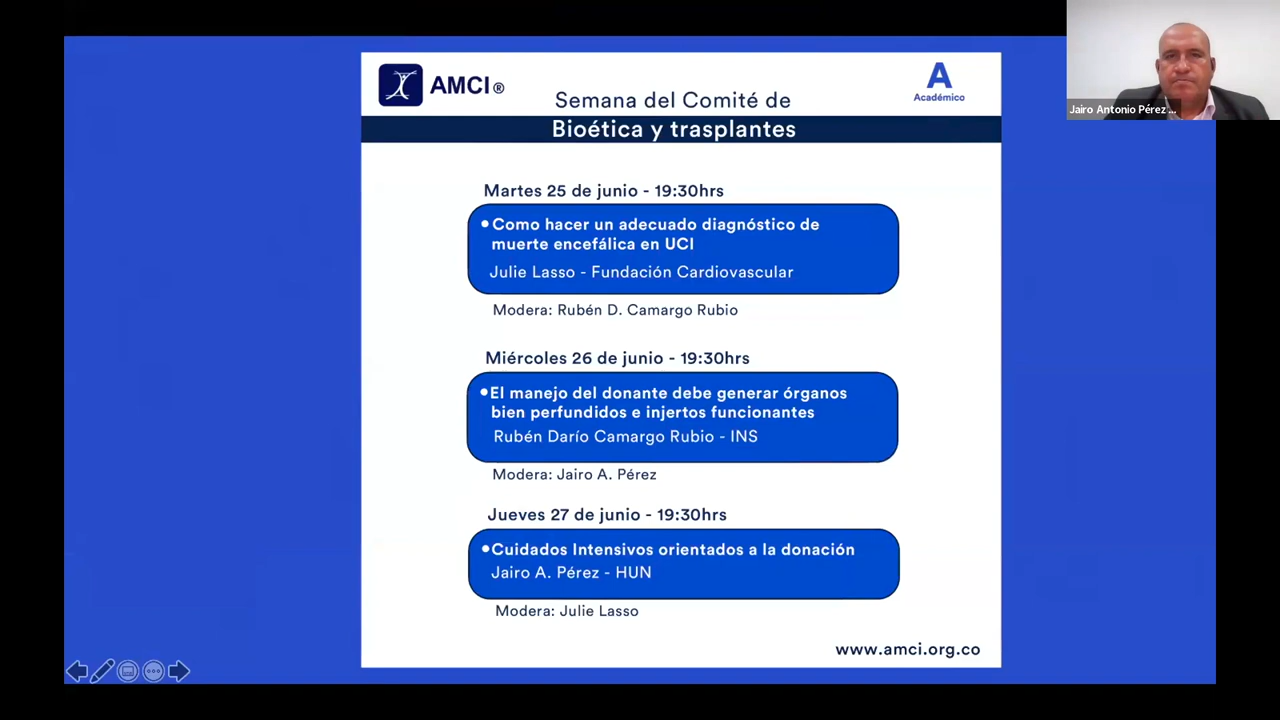 AMCI®
A
Académico
Semana del Comité de
Bioética y trasplantes
Jairo Antonio Pérez ...
Martes 25 de junio - 19:30hrs
•Como hacer un adecuado diagnóstico de
muerte encefálica en UCI
Julie Lasso - Fundación Cardiovascular
Modera: Rubén D. Camargo Rubio
Miércoles 26 de junio - 19:30hrs
•El manejo del donante debe generar órganos
bien perfundidos e injertos funcionantes
Rubén Darío Camargo Rubio - INS
Modera: Jairo A. Pérez
Jueves 27 de junio - 19:30hrs
•Cuidados Intensivos orientados a la donación
Jairo A. Pérez - HUN
Modera: Julie Lasso
www.amci.org.co